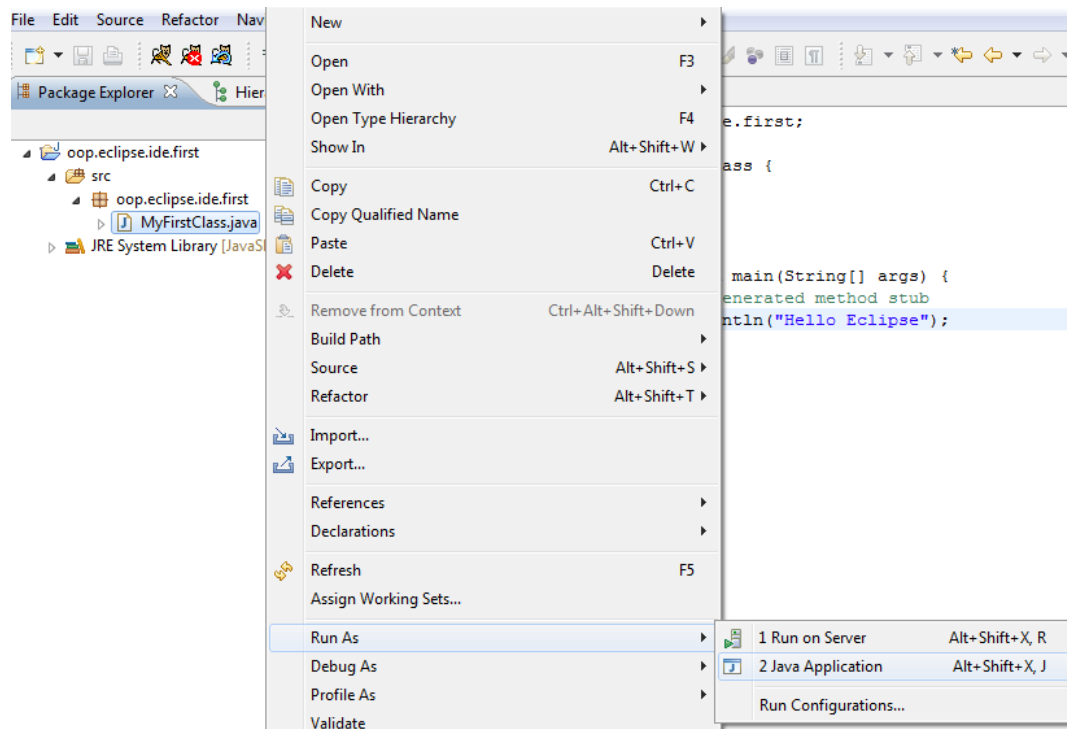 File Edit Source Refactor Nav
Package Explorer Hier
oop.eclipse.ide.first
src
oop.eclipse.ide.first
MyFirstClass.java
JRE System Library [JavaS
New
Open F3
Open With
Open Type Hierarchy F4
Show In Alt+Shift+W
Copy Ctrl+C
Copy Qualified Name
Paste Ctrl+V
Delete Delete
Remove from Context Ctrl+Alt+Shift+Down
Build Path
Source Alt+Shift+S
Refactor Alt+Shift+T
Import...
Export...
References
Declarations
Refresh F5
Assign Working Sets...
Run As
Debug As
Profile As
Validate
1 Run on Server Alt+Shift+X, R
2 Java Application Alt+Shift+X, J
Run Configurations...
e.first;
ass {
main(String[] args) {
enerated method stub
ntln("Hello Eclipse");